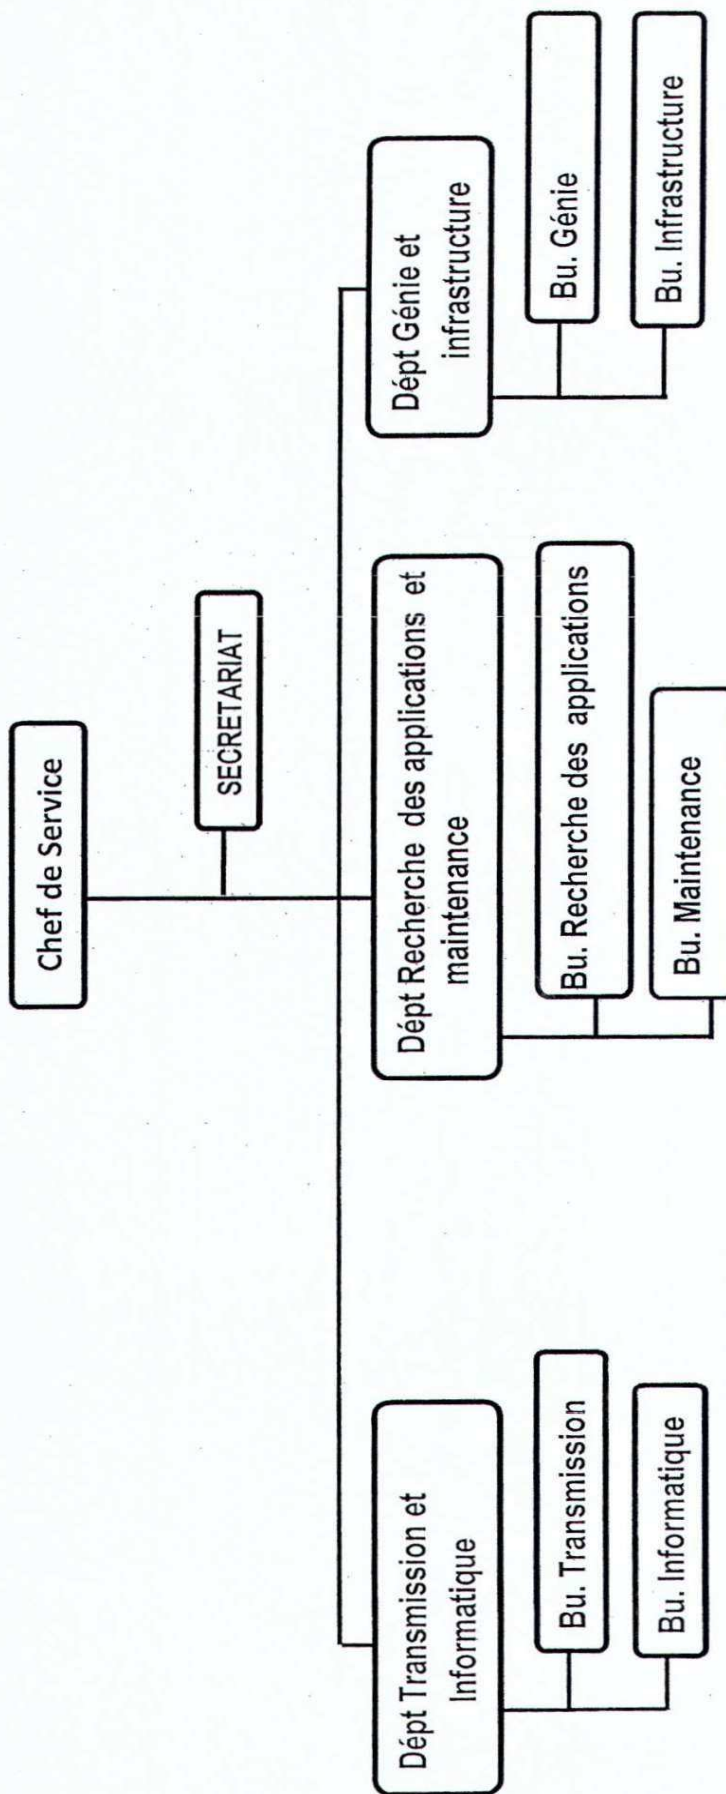 Chef de Service
SECRETARIAT
Dépt Transmission et
Informatique
Bu. Transmission
Bu. Informatique
Dépt Recherche des applications et
maintenance
Bu. Recherche des applications
Bu. Maintenance
Dépt Génie et
infrastructure
Bu. Génie
Bu. Infrastructure